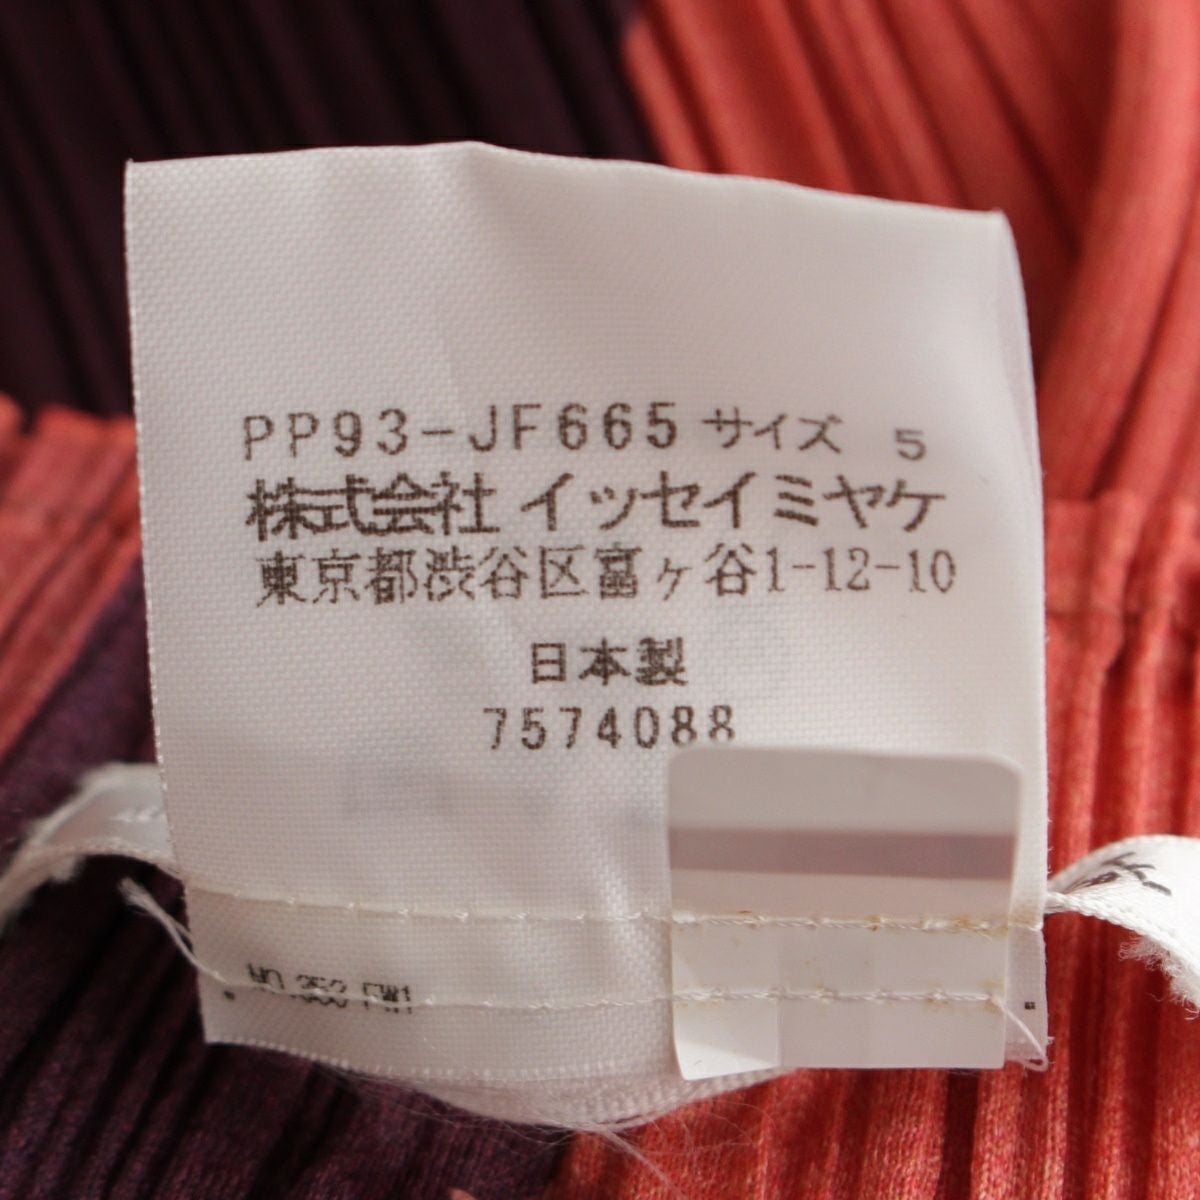 PP93-JF665 サイズ 5
株式会社 イッセイミヤケ
東京都渋谷区富ヶ谷1-12-10
日本製
7574088